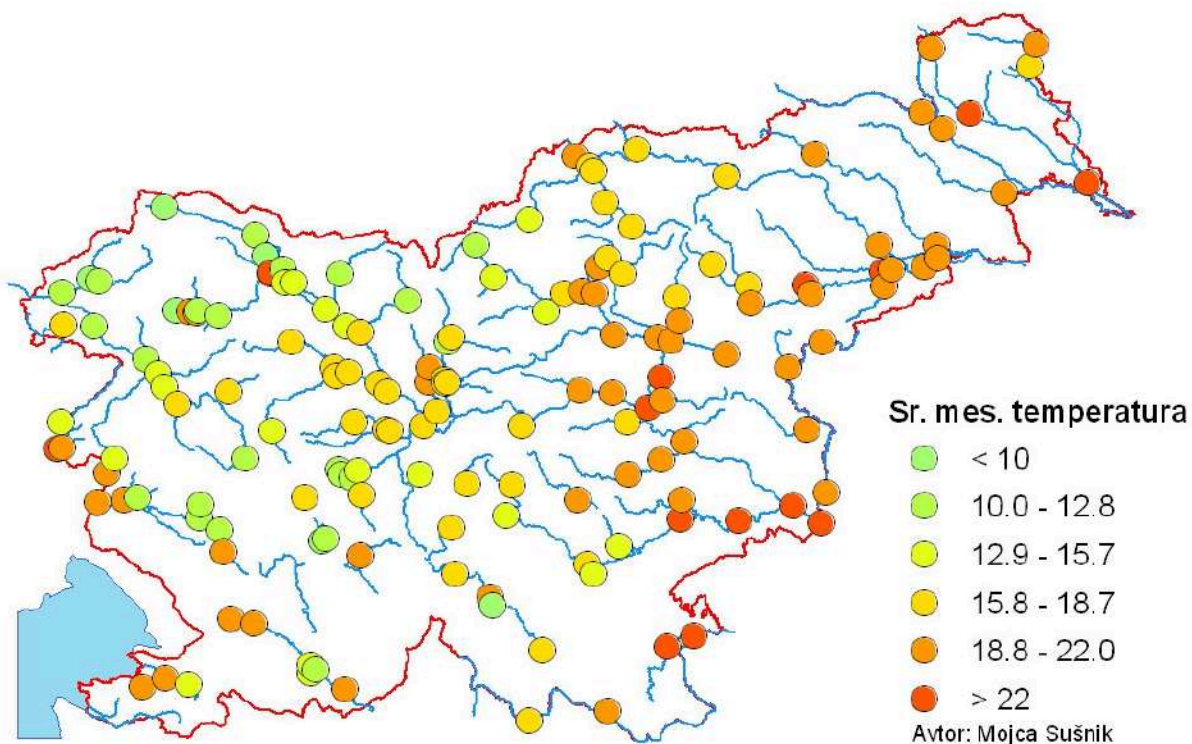 Sr. mes. temperatura
< 10
10.0 - 12.8
12.9 - 15.7
15.8 - 18.7
18.8 - 22.0
> 22
Avtor: Mojca Sušnik